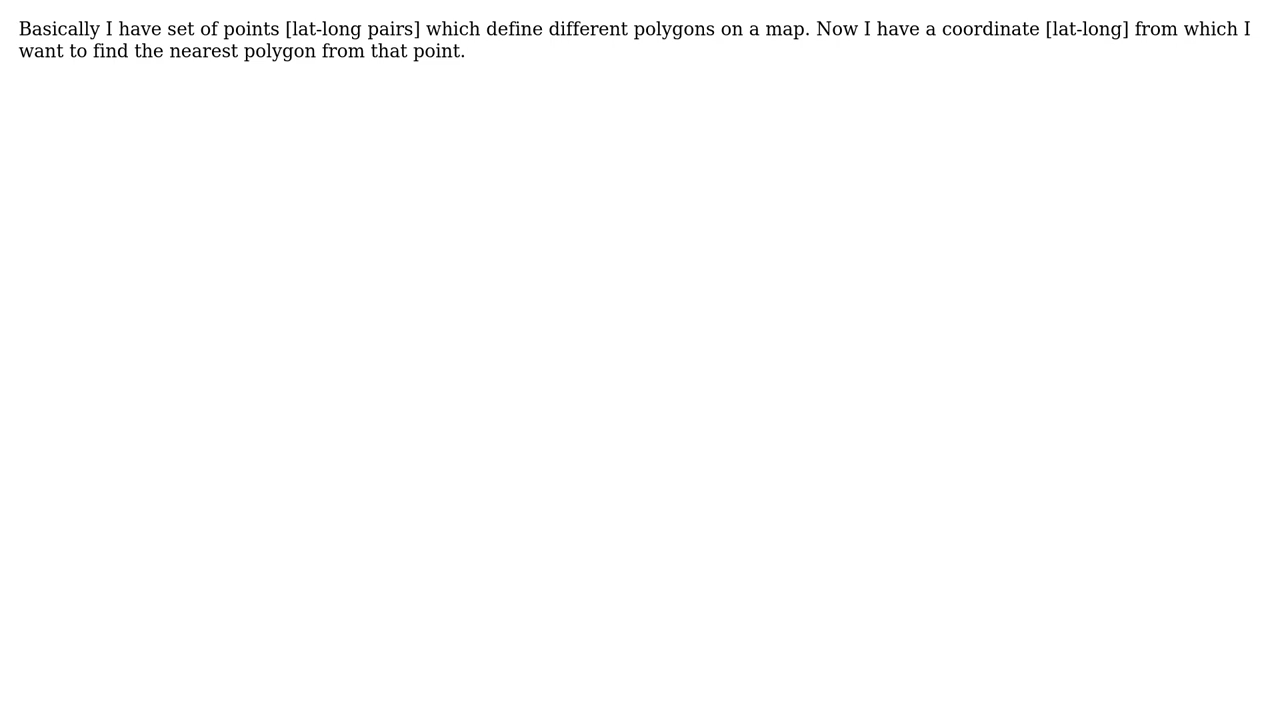 Basically I have set of points [lat-long pairs] which define different polygons on a map. Now I have a coordinate [lat-long] from which I
want to find the nearest polygon from that point.